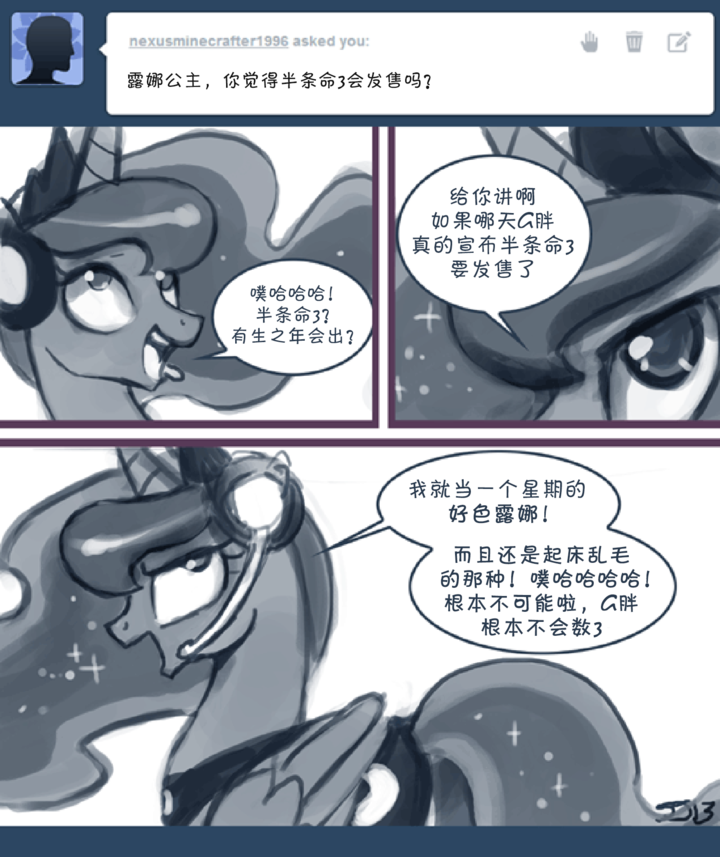 nexusminecrafter1996 asked you:
露娜公主，你觉得半条命3会发售吗？
噗哈哈哈！
半条命3？
有生之年会出？
给你讲啊
如果哪天G胖
真的宣布半条命3
要发售了
我就当一个星期的
好色露娜！
而且还是起床乱毛
的那种！噗哈哈哈哈！
根本不可能啦，G胖
根本不会数3